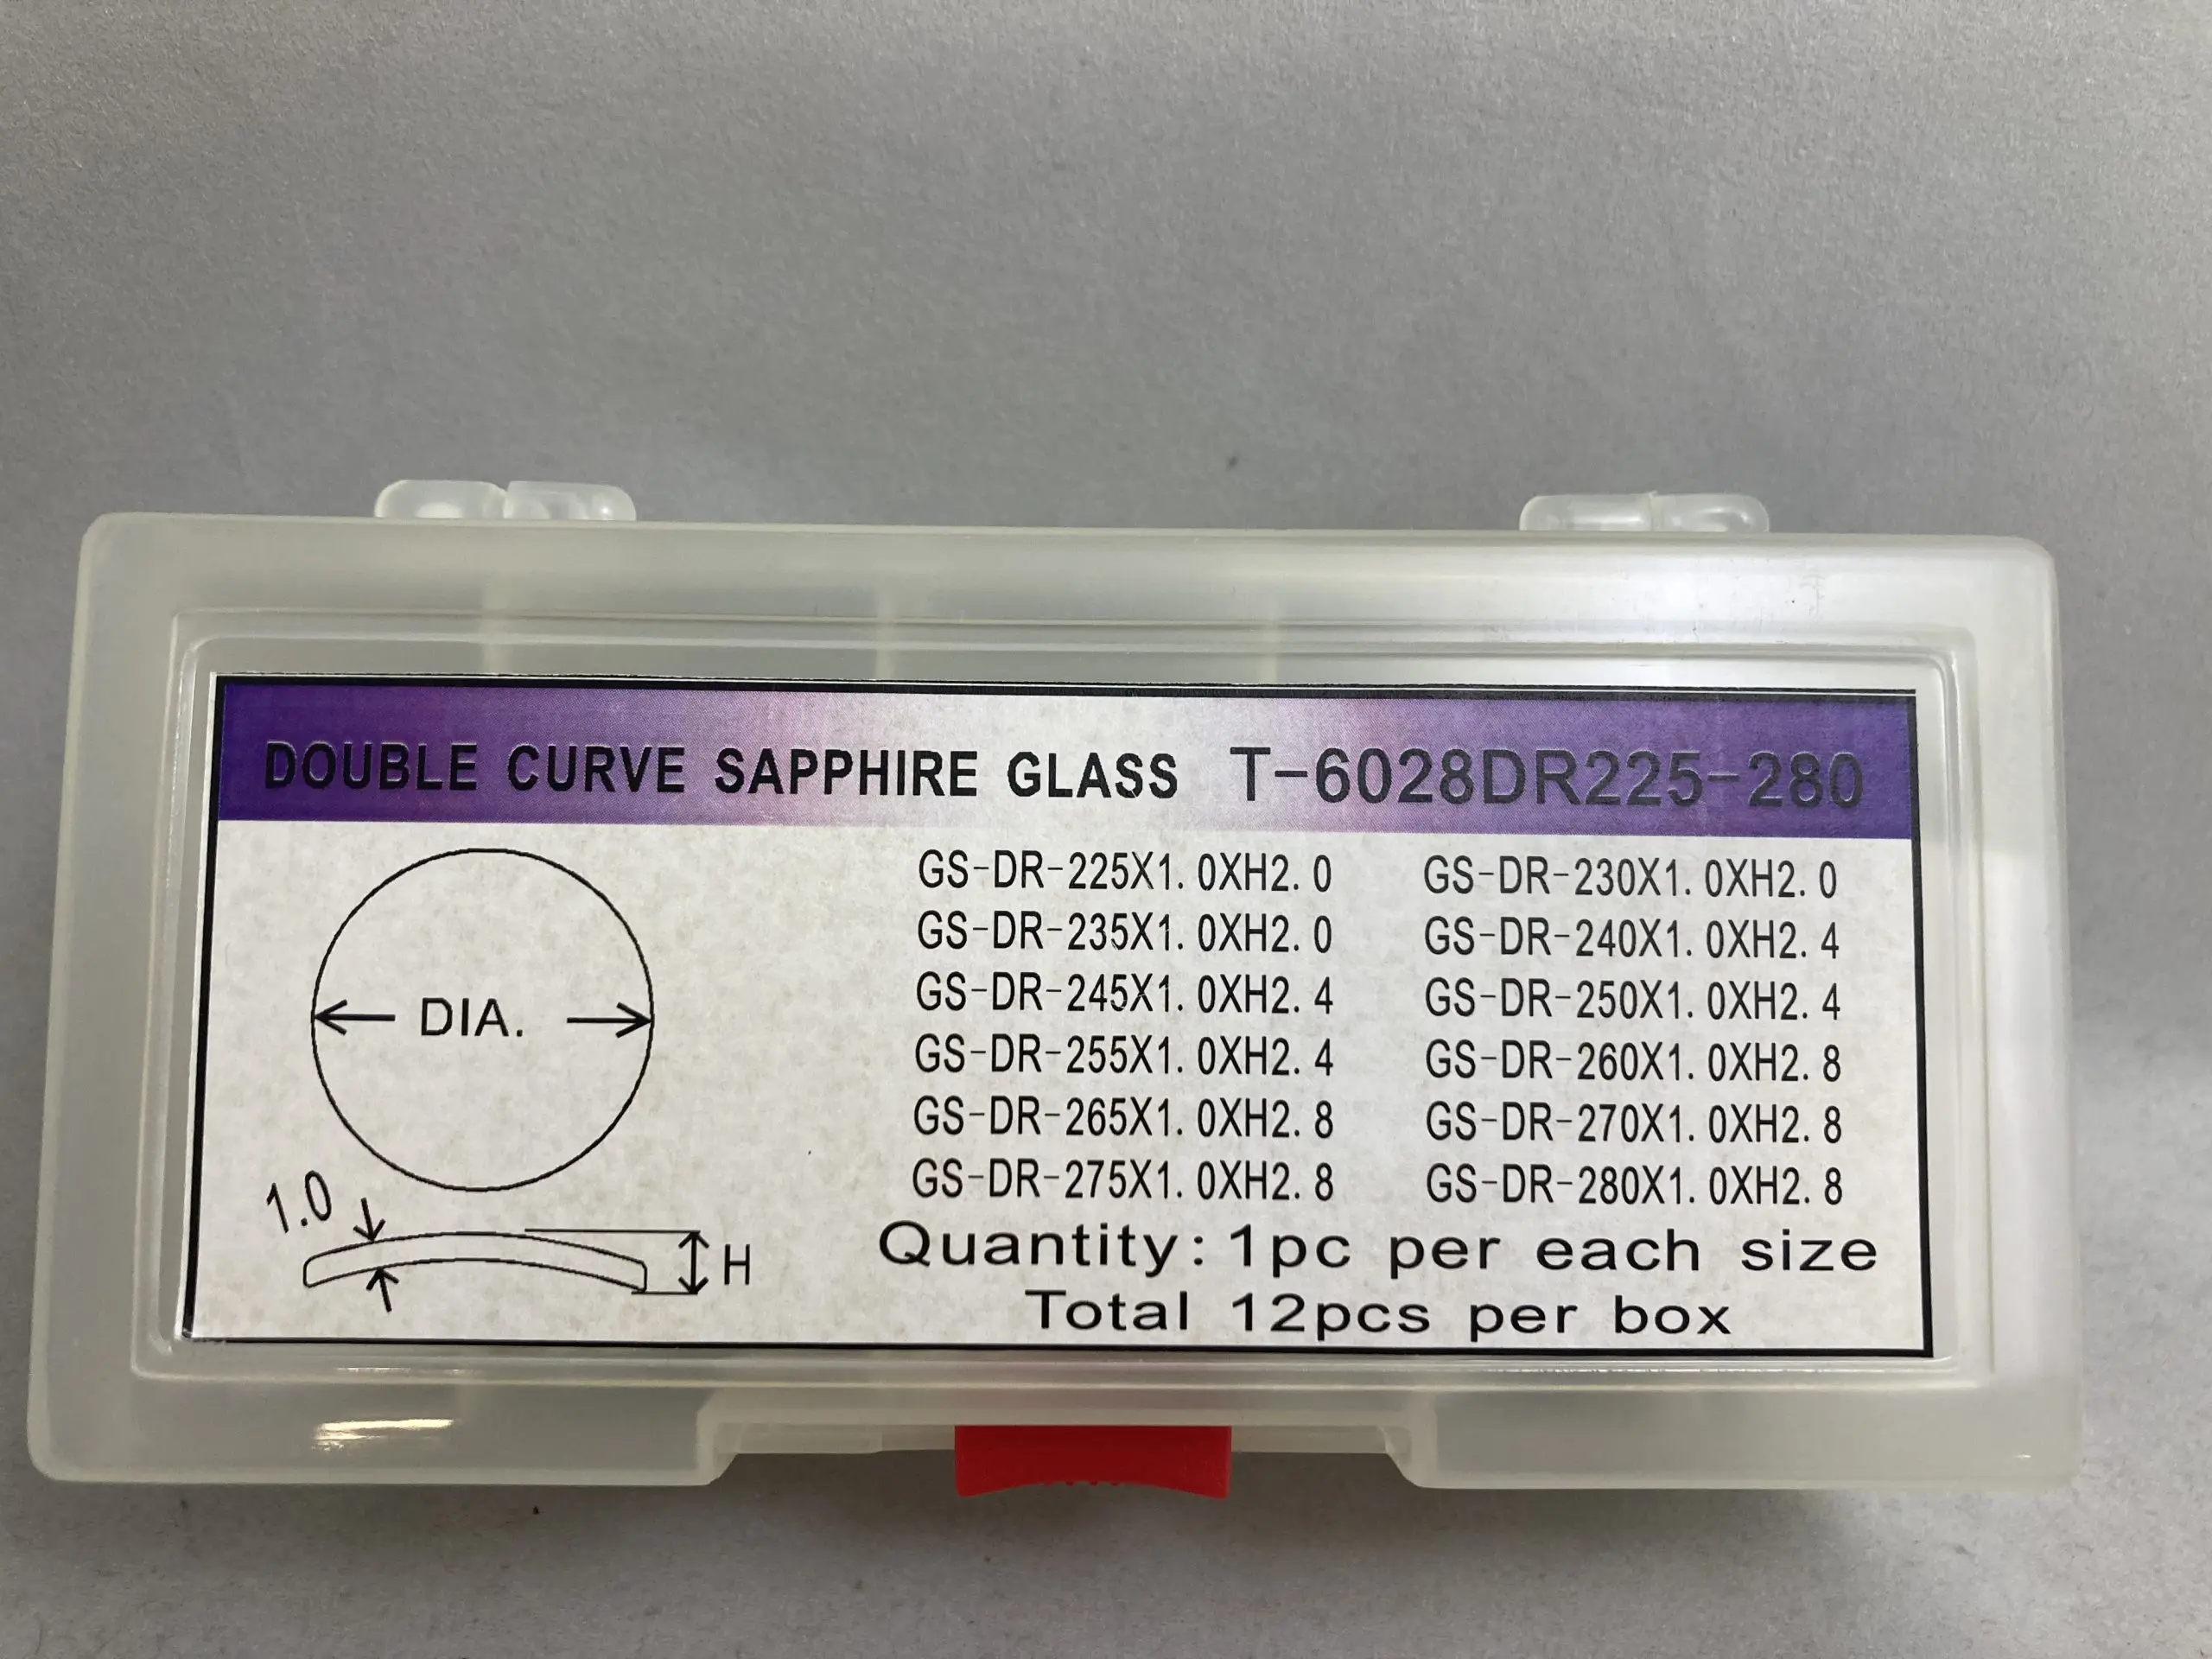 DOUBLE CURVE SAPPHIRE GLASS T-6028DR225-280
GS-DR-225X1.0XH2.0 GS-DR-230X1.0XH2.0
GS-DR-235X1.0XH2.0 GS-DR-240X1.0XH2.4
GS-DR-245X1.0XH2.4 GS-DR-250X1.0XH2.4
GS-DR-255X1.0XH2.4 GS-DR-260X1.0XH2.8
GS-DR-265X1.0XH2.8 GS-DR-270X1.0XH2.8
GS-DR-275X1.0XH2.8 GS-DR-280X1.0XH2.8
Quantity: 1pc per each size
Total 12pcs per box
DIA.
1.0
H